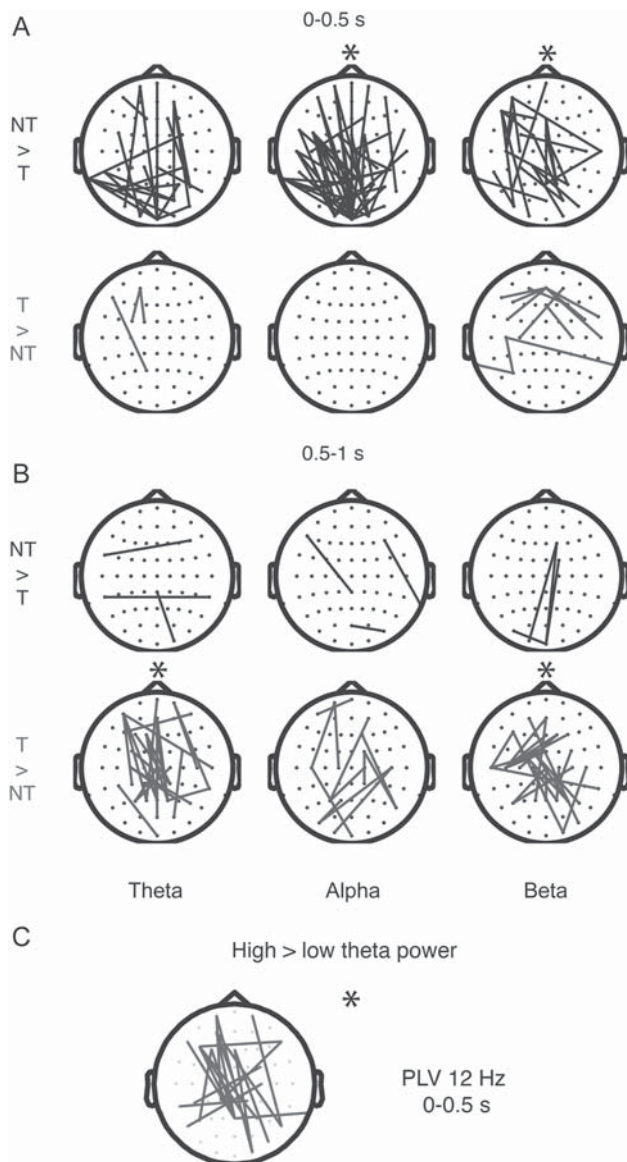 A
0-0.5 s
* *
NT
>
T
T
>
NT
B
0.5-1 s
NT
>
T
* *
T
>
NT
Theta Alpha Beta
C
High > low theta power
*
PLV 12 Hz
0-0.5 s